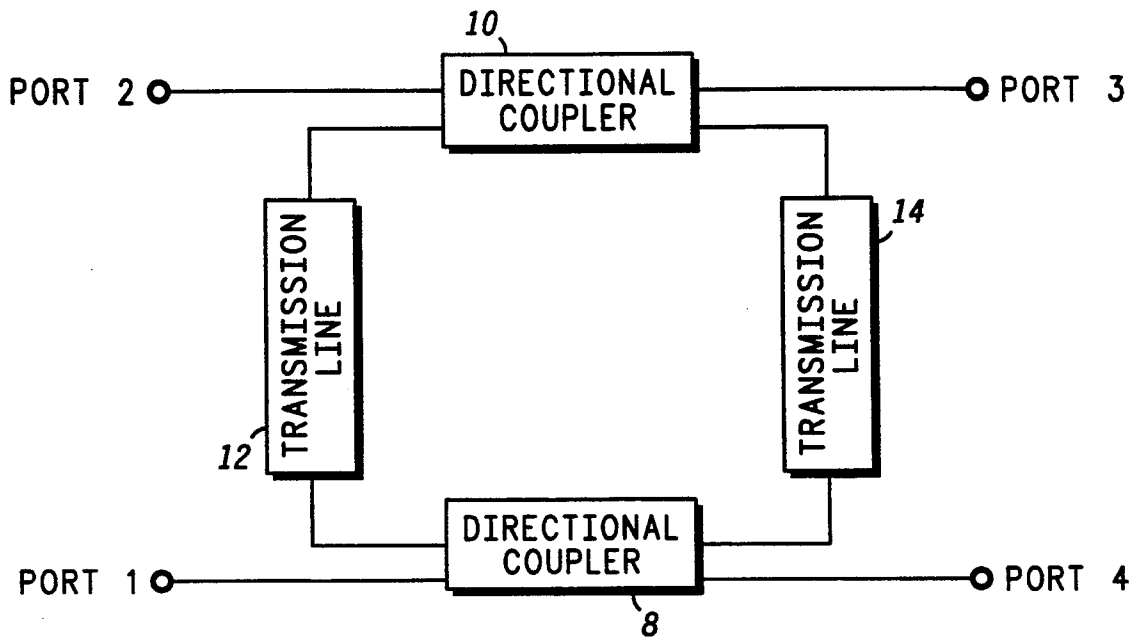 10
PORT 2
DIRECTIONAL
COUPLER
PORT 3
TRANSMISSION
LINE
12
TRANSMISSION
LINE
14
PORT 1
DIRECTIONAL
COUPLER
PORT 4
8